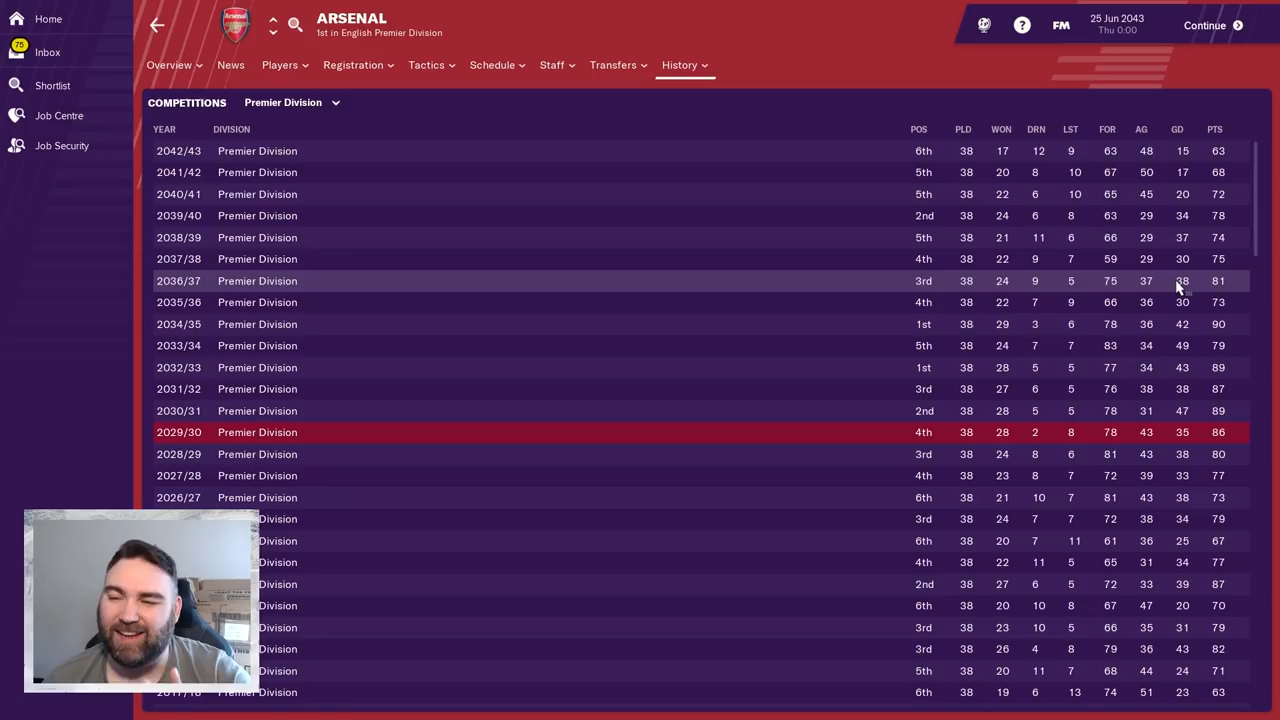 Home
75
Inbox
Shortlist
Job Centre
Job Security
Arsenal
ARSENAL
1st in English Premier Division
FM
25 Jun 2043
Thu 0:00
Continue
Overview News Players Registration Tactics Schedule Staff Transfers History
COMPETITIONS Premier Division
YEAR DIVISION POS PLD WON DRN LST FOR AG GD PTS
2042/43 Premier Division 6th 38 17 12 9 63 48 15 63
2041/42 Premier Division 5th 38 20 8 10 67 50 17 68
2040/41 Premier Division 5th 38 22 6 10 65 45 20 72
2039/40 Premier Division 2nd 38 24 6 8 63 29 34 78
2038/39 Premier Division 5th 38 21 11 6 66 29 37 74
2037/38 Premier Division 4th 38 22 9 7 59 29 30 75
2036/37 Premier Division 3rd 38 24 9 5 75 37 38 81
2035/36 Premier Division 4th 38 22 7 9 66 36 30 73
2034/35 Premier Division 1st 38 29 3 6 78 36 42 90
2033/34 Premier Division 5th 38 24 7 7 83 34 49 79
2032/33 Premier Division 1st 38 28 5 5 77 34 43 89
2031/32 Premier Division 3rd 38 27 6 5 76 38 38 87
2030/31 Premier Division 2nd 38 28 5 5 78 31 47 89
2029/30 Premier Division 4th 38 28 2 8 78 43 35 86
2028/29 Premier Division 3rd 38 24 8 6 81 43 38 80
2027/28 Premier Division 4th 38 23 8 7 72 39 33 77
2026/27 Premier Division 6th 38 21 10 7 81 43 38 73
Division 3rd 38 24 7 7 72 38 34 79
Division 6th 38 20 7 11 61 36 25 67
Division 4th 38 22 11 5 65 31 34 77
Division 2nd 38 27 6 5 72 33 39 87
Division 6th 38 20 10 8 67 47 20 70
Division 3rd 38 23 10 5 66 35 31 79
Division 3rd 38 26 4 8 79 36 43 82
Division 5th 38 20 11 7 68 44 24 71
2017/18 Premier Division 6th 38 19 6 13 74 51 23 63